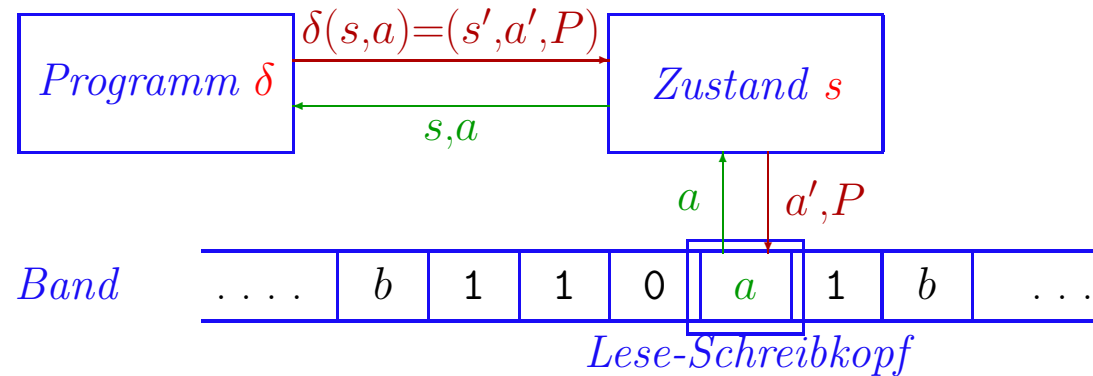 δ(s,a)=(s′,a′,P)
Programm δ
Zustand s
s,a
a
a′,P
Band . . . . b 1 1 0 a 1 b . . .
Lese-Schreibkopf